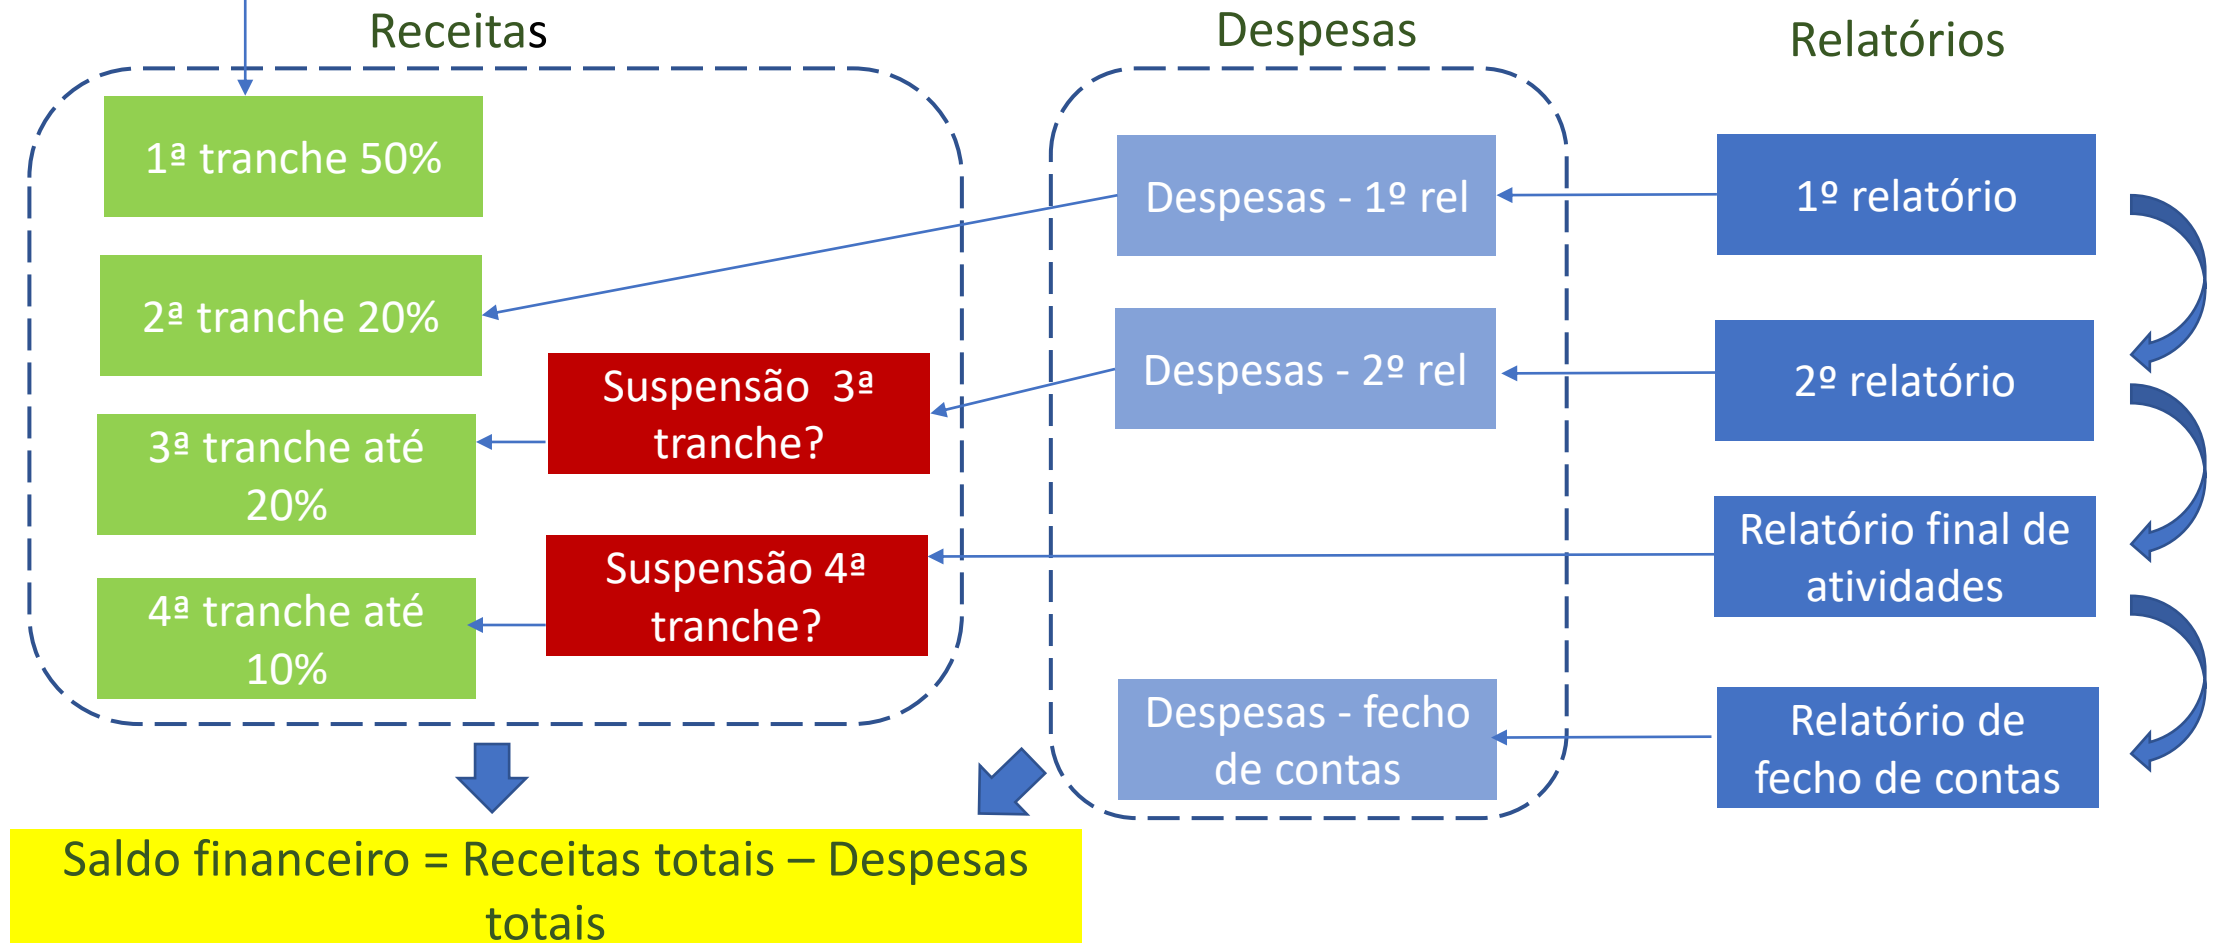 Receitas
1ª tranche 50%
2ª tranche 20%
3ª tranche até
20%
4ª tranche até
10%
Suspensão  3ª
tranche?
Suspensão 4ª
tranche?
Despesas
Despesas - 1º rel
Despesas - 2º rel
Despesas - fecho
de contas
Relatórios
1º relatório
2º relatório
Relatório final de
atividades
Relatório de
fecho de contas
Saldo financeiro = Receitas totais – Despesas
totais